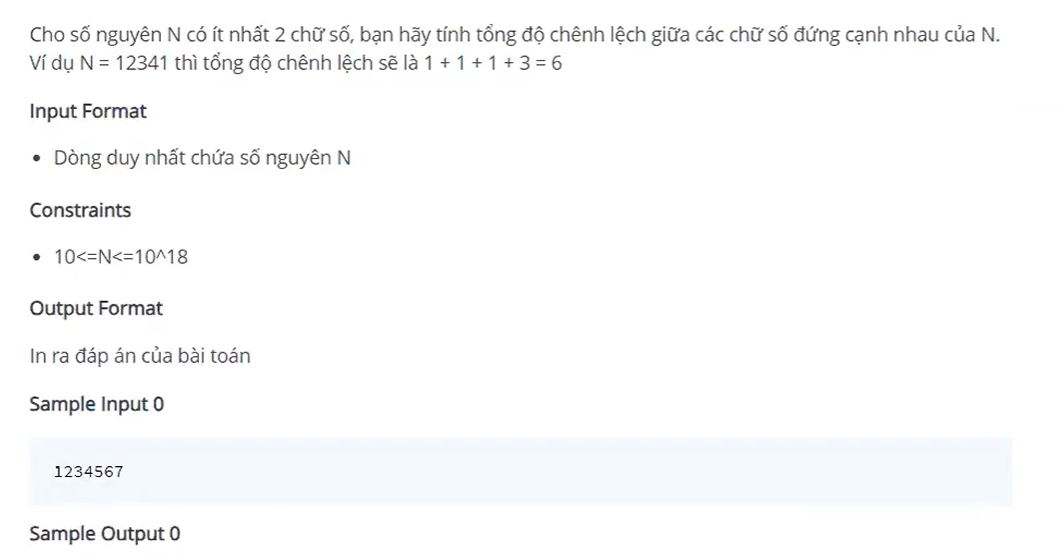 Cho số nguyên N có ít nhất 2 chữ số, bạn hãy tính tổng độ chênh lệch giữa các chữ số đứng cạnh nhau của N.
Ví dụ N = 12341 thì tổng độ chênh lệch sẽ là 1 + 1 + 1 + 3 = 6
Input Format
• Dòng duy nhất chứa số nguyên N
Constraints
• 10<=N<=10^18
Output Format
In ra đáp án của bài toán
Sample Input 0
1234567
Sample Output 0